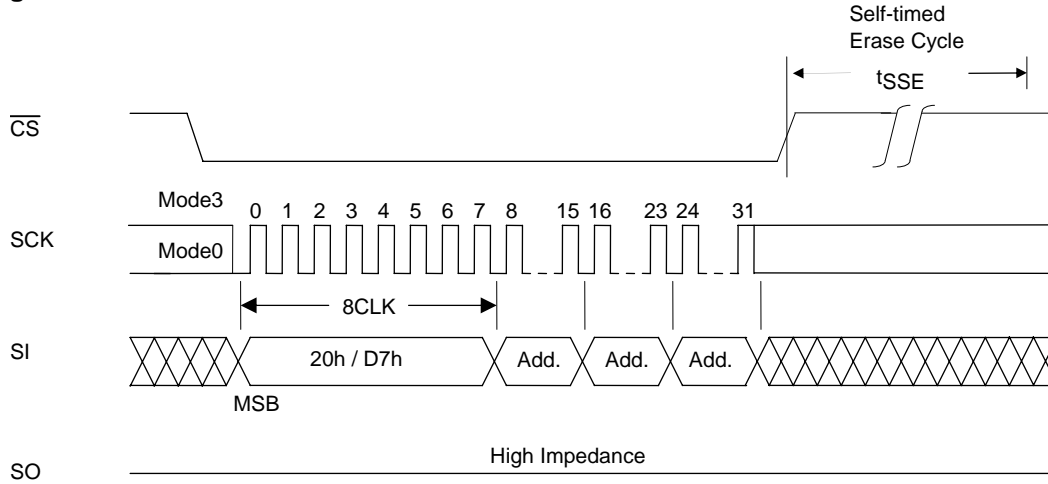 Self-timed
Erase Cycle
tSSE
CS
Mode3
0 1 2 3 4 5 6 7 8 15 16 23 24 31
SCK
Mode0
8CLK
SI
20h / D7h Add. Add. Add.
MSB
High Impedance
SO